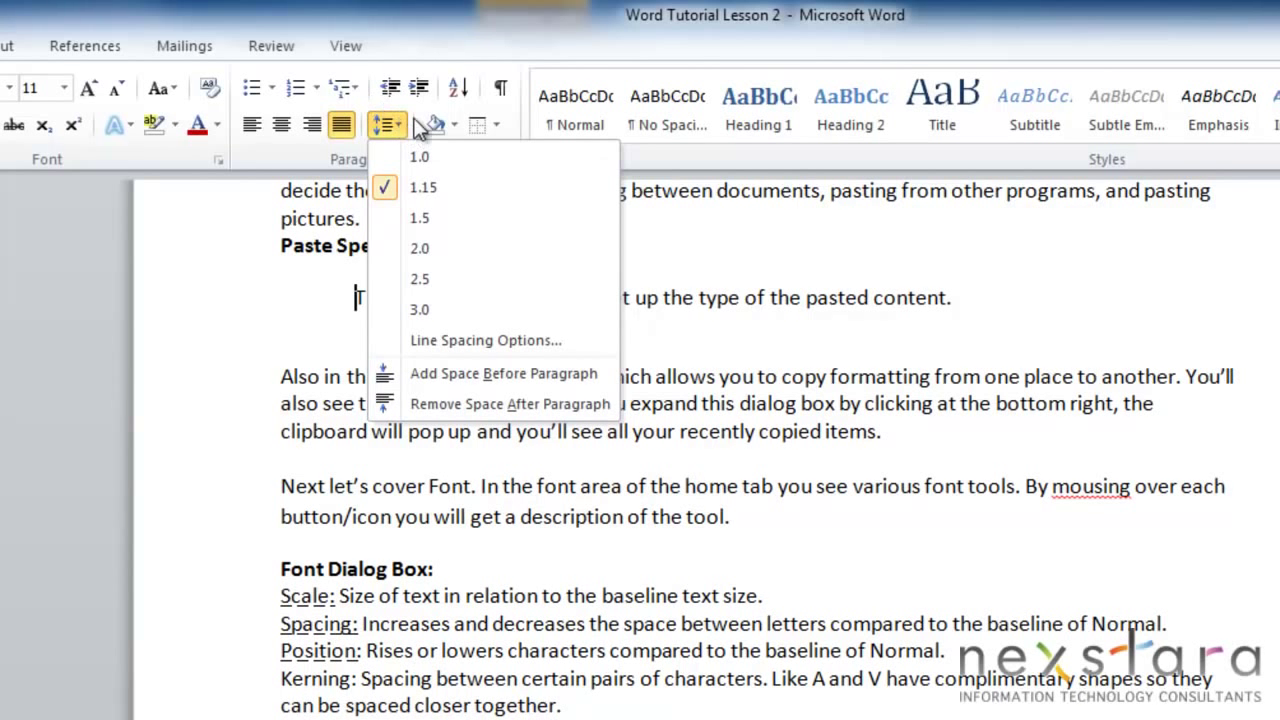 Word Tutorial Lesson 2 - Microsoft Word
ut References Mailings Review View
11 Aa
abc X₂ X² A ab A
AaBbCcDc AaBbCcDc AaBbC AaBbCc AaB AaBbCc. AaBbCcDc AaBbCcDc
¶ Normal ¶ No Spaci... Heading 1 Heading 2 Title Subtitle Subtle Em... Emphasis
Font Parag Styles
1.0
1.15
1.5
2.0
2.5
3.0
Line Spacing Options...
Add Space Before Paragraph
Remove Space After Paragraph
decide the g between documents, pasting from other programs, and pasting
pictures.
Paste Spe
T t up the type of the pasted content.
Also in th hich allows you to copy formatting from one place to another. You’ll
also see t u expand this dialog box by clicking at the bottom right, the
clipboard will pop up and you’ll see all your recently copied items.
Next let’s cover Font. In the font area of the home tab you see various font tools. By mousing over each
button/icon you will get a description of the tool.
Font Dialog Box:
Scale: Size of text in relation to the baseline text size.
Spacing: Increases and decreases the space between letters compared to the baseline of Normal.
Position: Rises or lowers characters compared to the baseline of Normal.
Kerning: Spacing between certain pairs of characters. Like A and V have complimentary shapes so they
can be spaced closer together.
nexstara
INFORMATION TECHNOLOGY CONSULTANTS